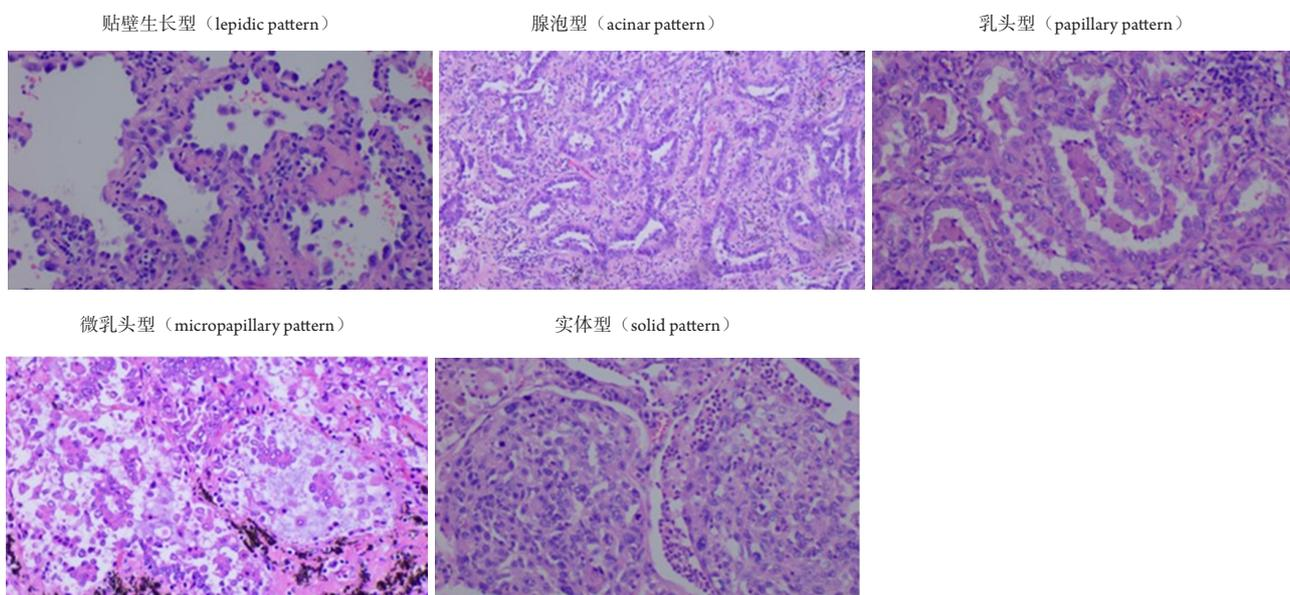 贴壁生长型（lepidic pattern）
腺泡型（acinar pattern）
乳头型（papillary pattern）
微乳头型（micropapillary pattern）
实体型（solid pattern）